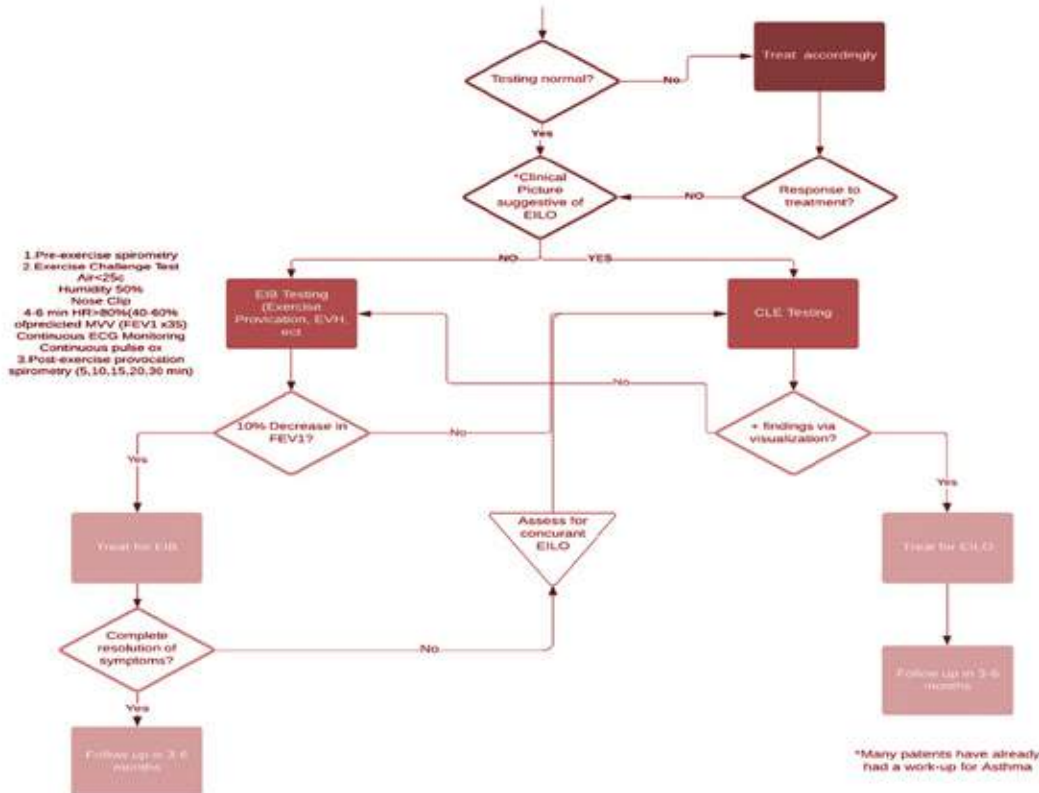 Testing normal?
No
Treat accordingly
Yes
*Clinical
Picture
suggestive of
EILO
NO
Response to
treatment?
NO
YES
1.Pre-exercise spirometry
2.Exercise Challenge Test
Air<25c
Humidity 50%
Nose Clip
4-6 min HR>80%(40-60%
ofpredicted MVV (FEV1 x35)
Continuous ECG Monitoring
Continuous pulse ox
3.Post-exercise provocation
spirometry (5,10,15,20,30 min)
EIB Testing
(Exercise
Provication, EVH,
ect
CLE Testing
No
10% Decrease in
FEV1?
No
+ findings via
visualization?
Yes
Yes
Treat for EIB
Assess for
concurant
EILO
Treat for EILO
Complete
resolution of
symptoms?
No
Yes
Follow up in 3-6
months
Follow up in 3-6
months
*Many patients have already
had a work-up for Asthma